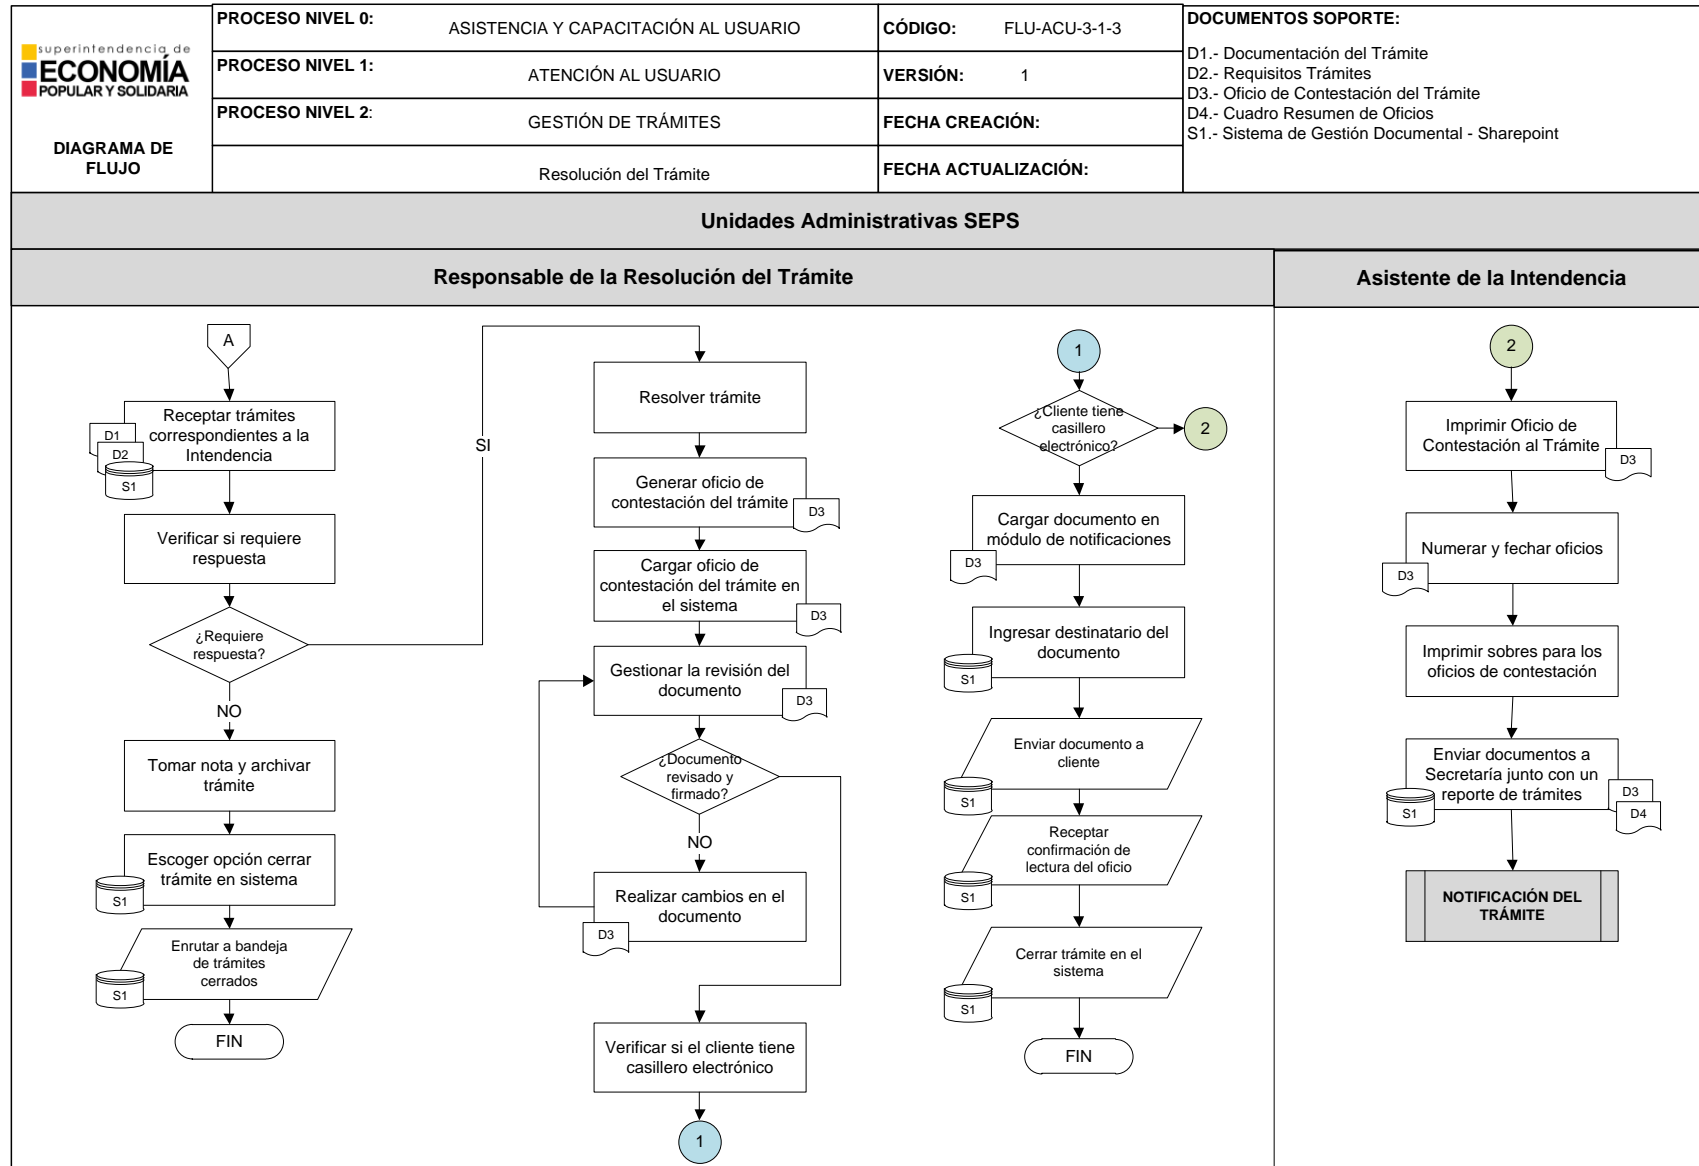 superintendencia de
ECONOMÍA
POPULAR Y SOLIDARIA
DIAGRAMA DE
FLUJO
PROCESO NIVEL 0:
ASISTENCIA Y CAPACITACIÓN AL USUARIO
PROCESO NIVEL 1:
ATENCIÓN AL USUARIO
PROCESO NIVEL 2:
GESTIÓN DE TRÁMITES
Resolución del Trámite
CÓDIGO: FLU-ACU-3-1-3
VERSIÓN: 1
FECHA CREACIÓN:
FECHA ACTUALIZACIÓN:
DOCUMENTOS SOPORTE:
D1.- Documentación del Trámite
D2.- Requisitos Trámites
D3.- Oficio de Contestación del Trámite
D4.- Cuadro Resumen de Oficios
S1.- Sistema de Gestión Documental - Sharepoint
Unidades Administrativas SEPS
Responsable de la Resolución del Trámite
Asistente de la Intendencia
A
Receptar trámites
correspondientes a la
Intendencia
D1
D2
S1
Verificar si requiere
respuesta
¿Requiere
respuesta?
SI
NO
Tomar nota y archivar
trámite
Escoger opción cerrar
trámite en sistema
S1
Enrutar a bandeja
de trámites
cerrados
S1
FIN
Resolver trámite
Generar oficio de
contestación del trámite
D3
Cargar oficio de
contestación del trámite en
el sistema
D3
Gestionar la revisión del
documento
D3
¿Documento
revisado y
firmado?
NO
Realizar cambios en el
documento
D3
Verificar si el cliente tiene
casillero electrónico
1
1
¿Cliente tiene
casillero
electrónico?
2
Cargar documento en
módulo de notificaciones
D3
Ingresar destinatario del
documento
S1
Enviar documento a
cliente
S1
Receptar
confirmación de
lectura del oficio
S1
Cerrar trámite en el
sistema
S1
FIN
2
Imprimir Oficio de
Contestación al Trámite
D3
Numerar y fechar oficios
D3
Imprimir sobres para los
oficios de contestación
Enviar documentos a
Secretaría junto con un
reporte de trámites
S1
D3
D4
NOTIFICACIÓN DEL
TRÁMITE